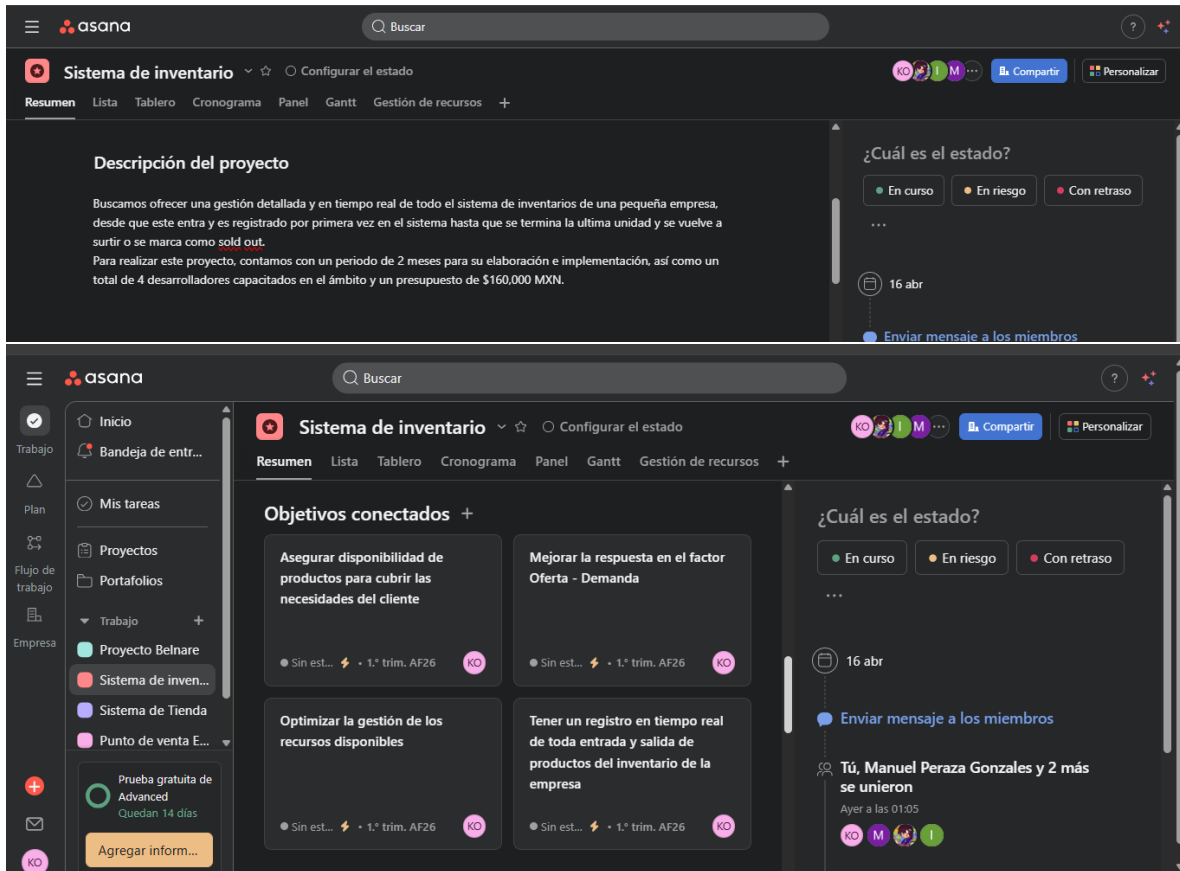 asana
Buscar
?
Sistema de inventario
Configurar el estado
KO I M ...
Compartir
Personalizar
Resumen Lista Tablero Cronograma Panel Gantt Gestión de recursos +
Descripción del proyecto
Buscamos ofrecer una gestión detallada y en tiempo real de todo el sistema de inventarios de una pequeña empresa,
desde que este entra y es registrado por primera vez en el sistema hasta que se termina la ultima unidad y se vuelve a
surtir o se marca como sold out.
Para realizar este proyecto, contamos con un periodo de 2 meses para su elaboración e implementación, así como un
total de 4 desarrolladores capacitados en el ámbito y un presupuesto de $160,000 MXN.
¿Cuál es el estado?
En curso
En riesgo
Con retraso
...
16 abr
Enviar mensaje a los miembros
asana
Buscar
?
Trabajo
Plan
Flujo de
trabajo
Empresa
KO
Inicio
Bandeja de entr...
Mis tareas
Proyectos
Portafolios
Trabajo +
Proyecto Belnare
Sistema de inven...
Sistema de Tienda
Punto de venta E...
Prueba gratuita de
Advanced
Quedan 14 días
Agregar inform...
Sistema de inventario
Configurar el estado
KO I M ...
Compartir
Personalizar
Resumen Lista Tablero Cronograma Panel Gantt Gestión de recursos +
Objetivos conectados +
Asegurar disponibilidad de
productos para cubrir las
necesidades del cliente
Sin est... • 1.º trim. AF26 KO
Mejorar la respuesta en el factor
Oferta - Demanda
Sin est... • 1.º trim. AF26 KO
Optimizar la gestión de los
recursos disponibles
Sin est... • 1.º trim. AF26 KO
Tener un registro en tiempo real
de toda entrada y salida de
productos del inventario de la
empresa
Sin est... • 1.º trim. AF26 KO
¿Cuál es el estado?
En curso
En riesgo
Con retraso
...
16 abr
Enviar mensaje a los miembros
Tú, Manuel Peraza Gonzales y 2 más
se unieron
Ayer a las 01:05
KO M I